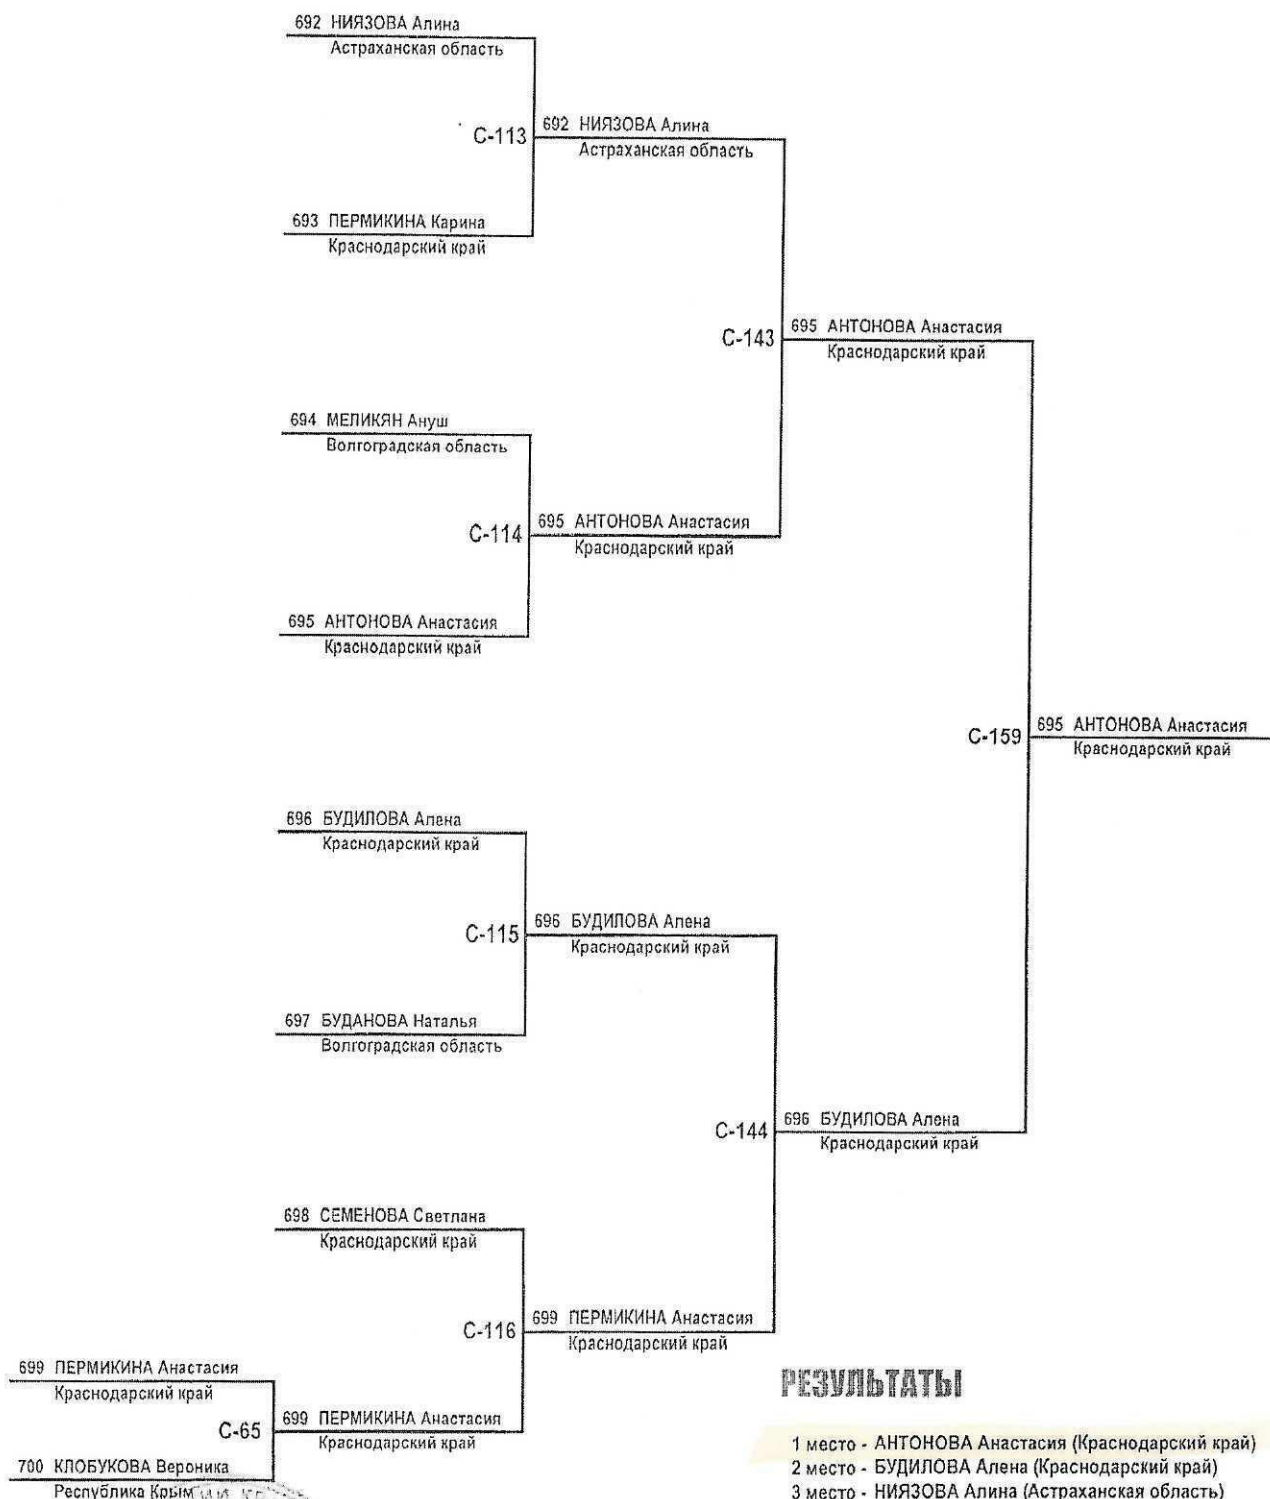 692 НИЯЗОВА Алина
Астраханская область
С-113
692 НИЯЗОВА Алина
Астраханская область
693 ПЕРМИКИНА Карина
Краснодарский край
С-143
695 АНТОНОВА Анастасия
Краснодарский край
694 МЕЛИКЯН Ануш
Волгоградская область
С-114
695 АНТОНОВА Анастасия
Краснодарский край
695 АНТОНОВА Анастасия
Краснодарский край
С-159
695 АНТОНОВА Анастасия
Краснодарский край
696 БУДИЛОВА Алена
Краснодарский край
С-115
696 БУДИЛОВА Алена
Краснодарский край
697 БУДАНОВА Наталья
Волгоградская область
С-144
696 БУДИЛОВА Алена
Краснодарский край
698 СЕМЕНОВА Светлана
Краснодарский край
С-116
699 ПЕРМИКИНА Анастасия
Краснодарский край
699 ПЕРМИКИНА Анастасия
Краснодарский край
С-65
699 ПЕРМИКИНА Анастасия
Краснодарский край
700 КЛОБУКОВА Вероника
Республика Крым
РЕЗУЛЬТАТЫ
1 место - АНТОНОВА Анастасия (Краснодарский край)
2 место - БУДИЛОВА Алена (Краснодарский край)
3 место - НИЯЗОВА Алина (Астраханская область)